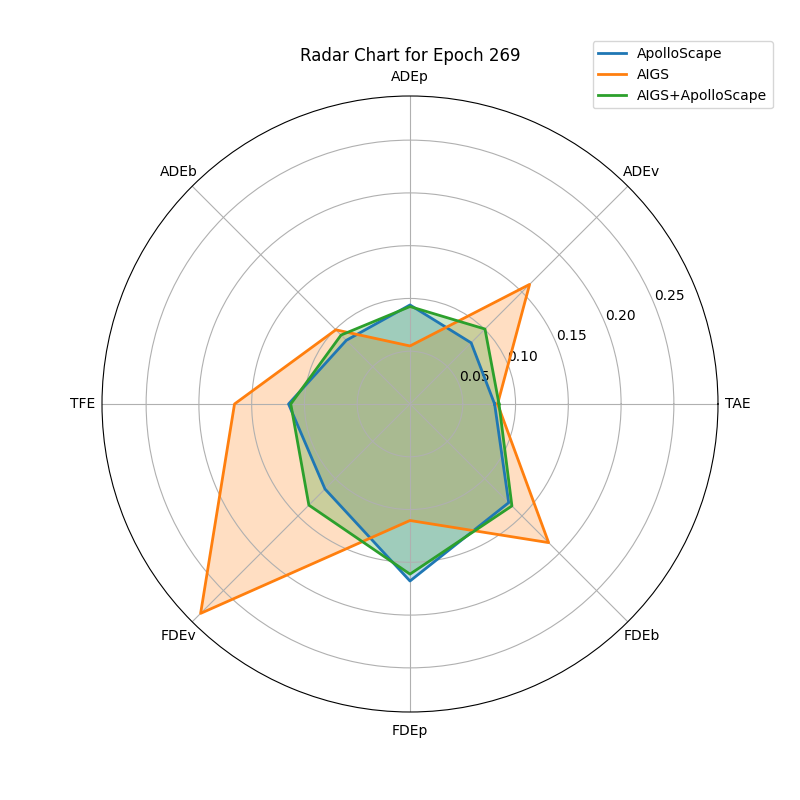 Radar Chart for Epoch 269
ApolloScape
AIGS
AIGS+ApolloScape
ADEp
ADEb
ADEv
0.25
0.20
0.15
0.10
0.05
TFE
TAE
FDEv
FDEb
FDEp